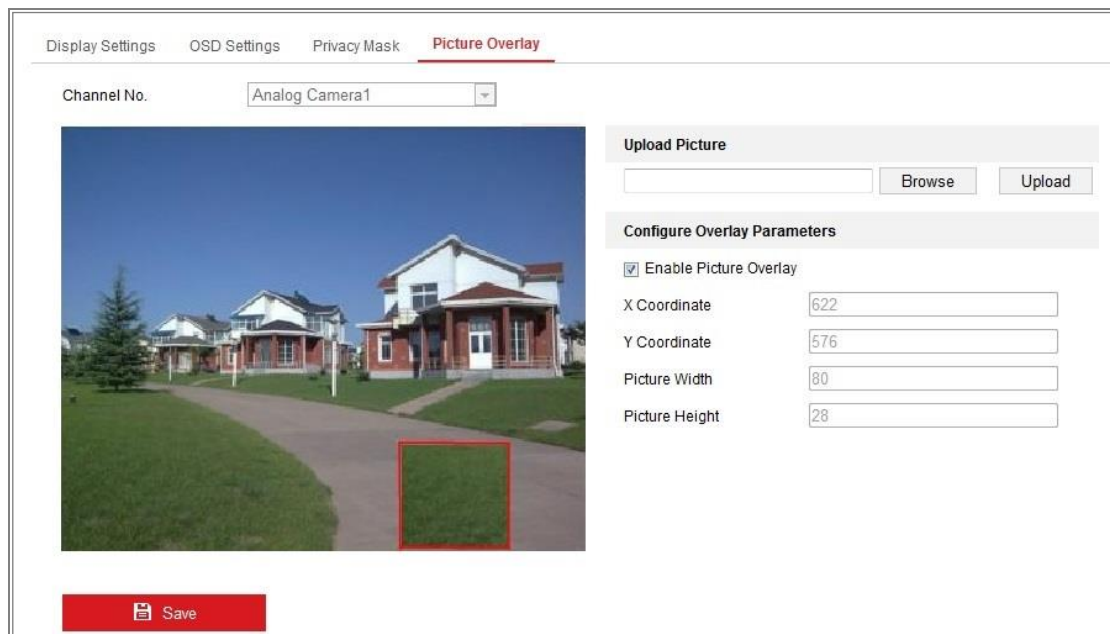 Display Settings OSD Settings Privacy Mask Picture Overlay
Channel No. Analog Camera1
Upload Picture
Browse Upload
Configure Overlay Parameters
Enable Picture Overlay
X Coordinate 622
Y Coordinate 576
Picture Width 80
Picture Height 28
Save